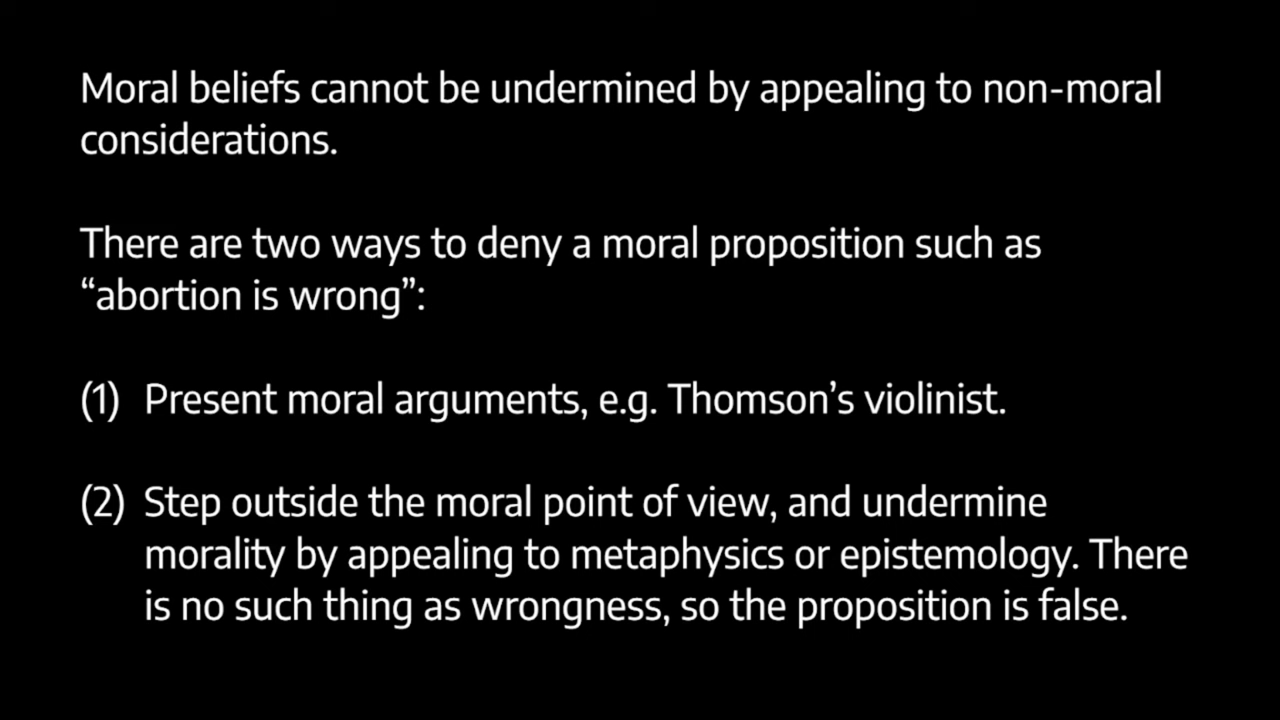 Moral beliefs cannot be undermined by appealing to non-moral
considerations.
There are two ways to deny a moral proposition such as
“abortion is wrong”:
(1) Present moral arguments, e.g. Thomson’s violinist.
(2) Step outside the moral point of view, and undermine
morality by appealing to metaphysics or epistemology. There
is no such thing as wrongness, so the proposition is false.